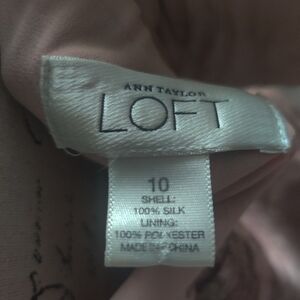 ANN TAYLOR
LOFT
10
SHELL:
100% SILK
LINING:
100% POLYESTER
MADE IN CHINA